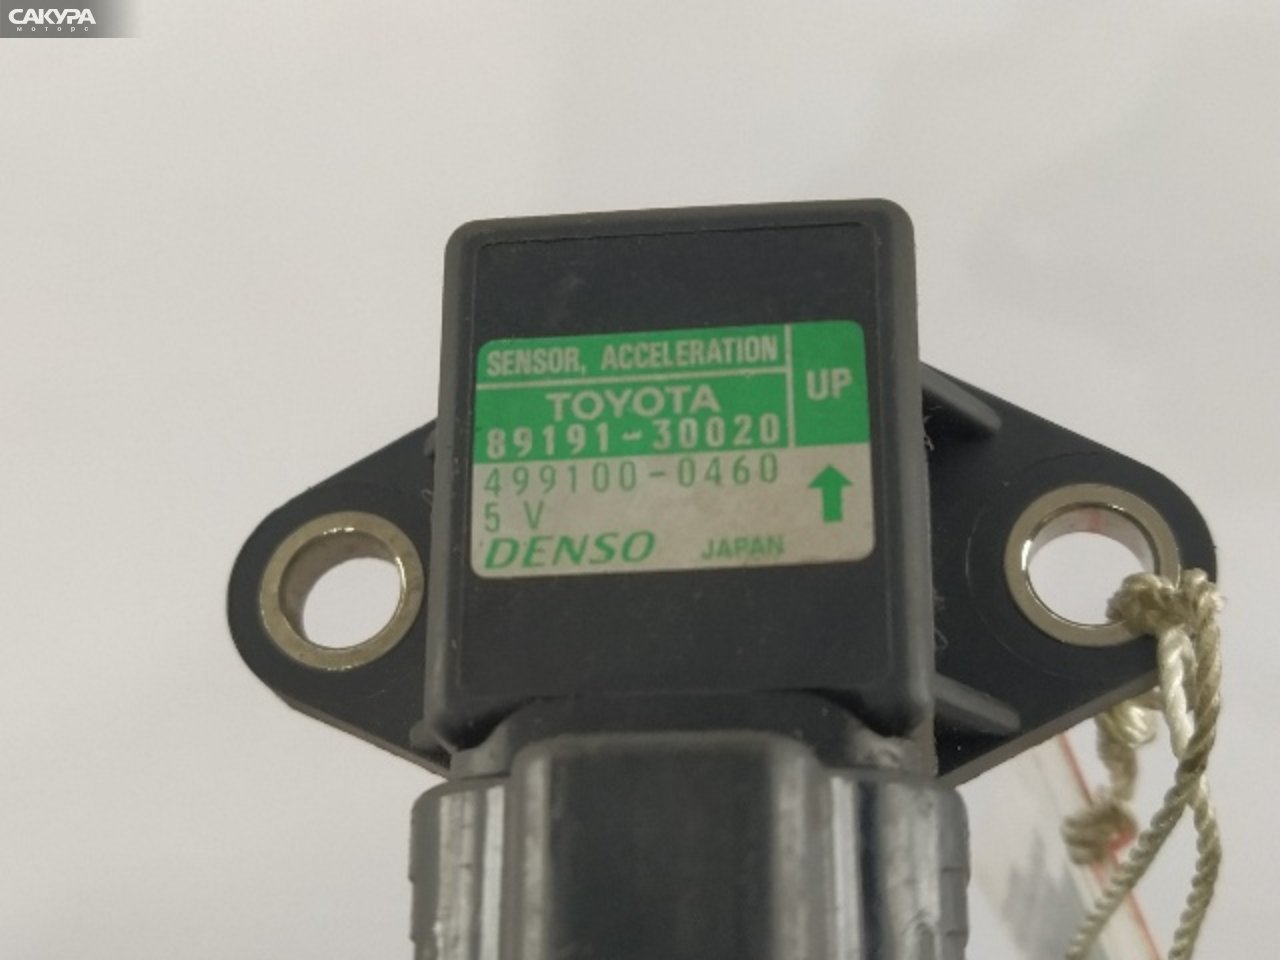 САКУРА
моторс
SENSOR, ACCELERATION
UP
TOYOTA
89191-30020
499100-0460
5 V
DENSO JAPAN